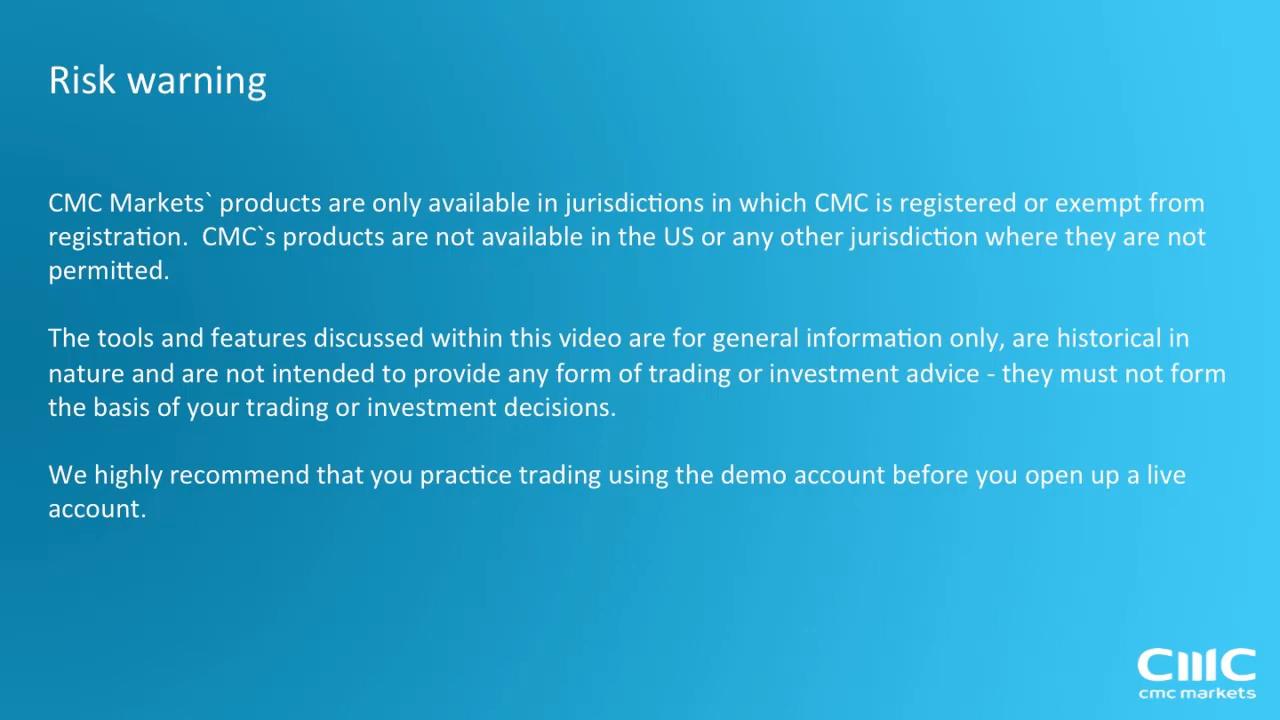 Risk warning
CMC Markets` products are only available in jurisdictions in which CMC is registered or exempt from
registration.  CMC`s products are not available in the US or any other jurisdiction where they are not
permitted.
The tools and features discussed within this video are for general information only, are historical in
nature and are not intended to provide any form of trading or investment advice - they must not form
the basis of your trading or investment decisions.
We highly recommend that you practice trading using the demo account before you open up a live
account.
CMC
cmc markets